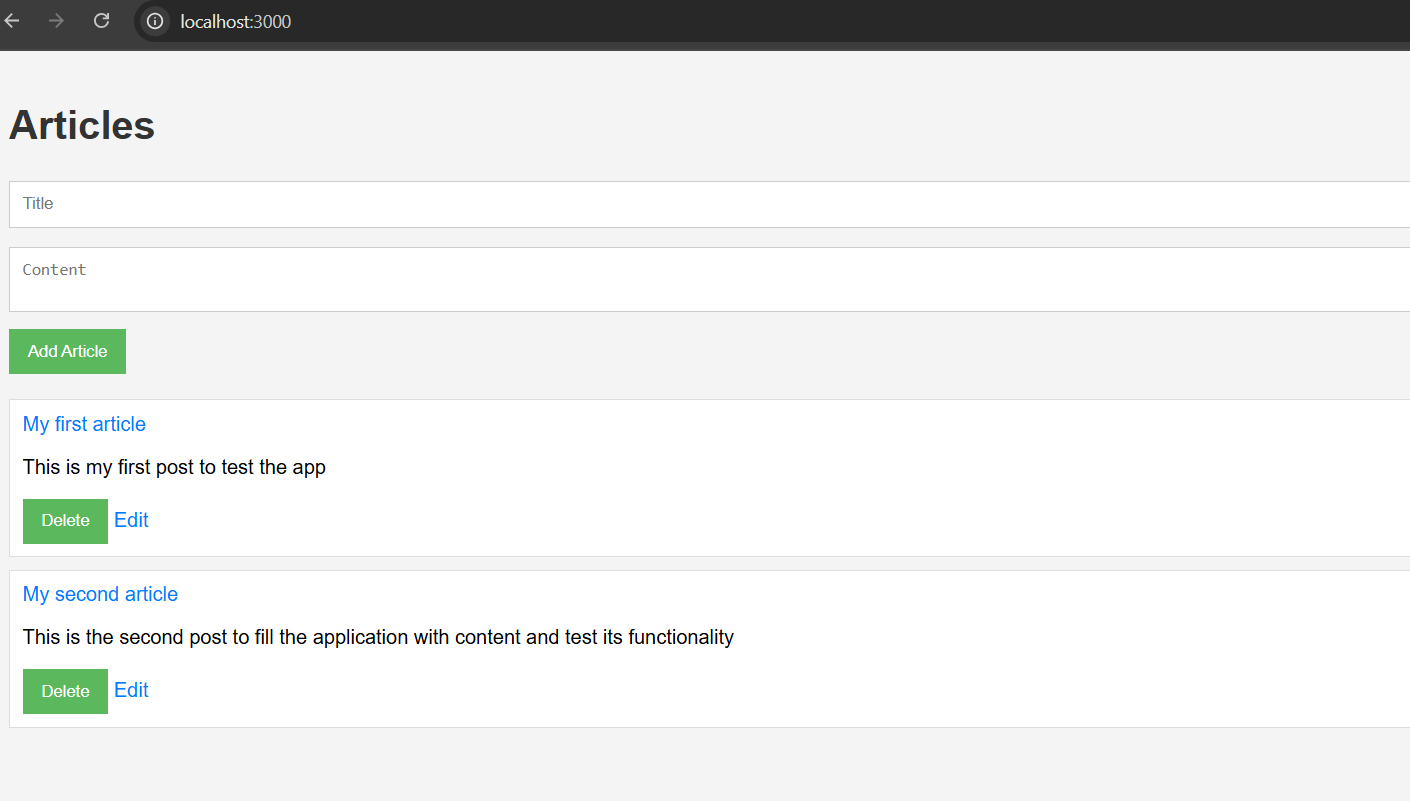 localhost:3000
Articles
Title
Content
Add Article
My first article
This is my first post to test the app
Delete Edit
My second article
This is the second post to fill the application with content and test its functionality
Delete Edit